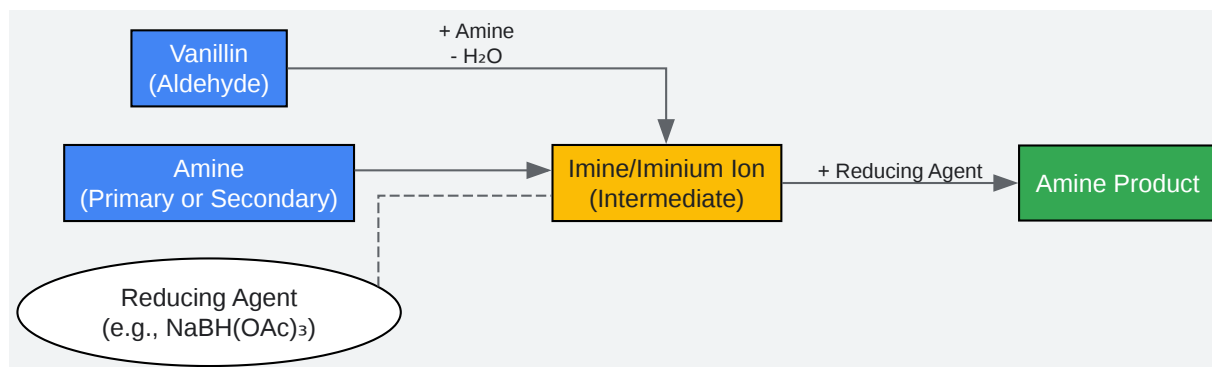 Vanillin
(Aldehyde)
+ Amine
- H₂O
Amine
(Primary or Secondary)
Imine/Iminium Ion
(Intermediate)
+ Reducing Agent
Amine Product
Reducing Agent
(e.g., NaBH(OAc)₃)